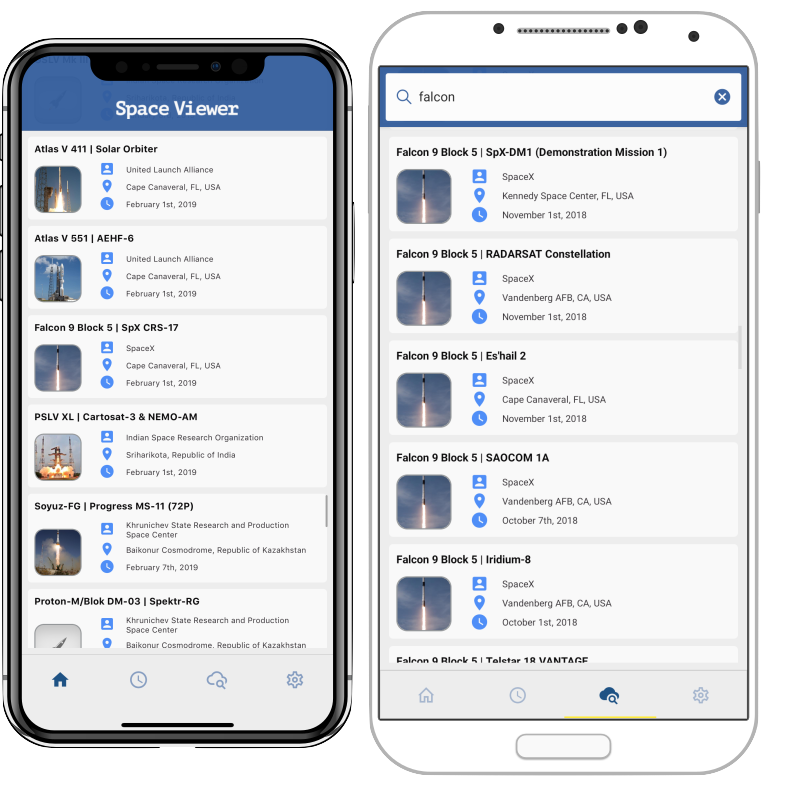 Space Viewer
Atlas V 411 | Solar Orbiter
United Launch Alliance
Cape Canaveral, FL, USA
February 1st, 2019
Atlas V 551 | AEHF-6
United Launch Alliance
Cape Canaveral, FL, USA
February 1st, 2019
Falcon 9 Block 5 | SpX CRS-17
SpaceX
Cape Canaveral, FL, USA
February 1st, 2019
PSLV XL | Cartosat-3 & NEMO-AM
Indian Space Research Organization
Sriharikota, Republic of India
February 1st, 2019
Soyuz-FG | Progress MS-11 (72P)
Khrunichev State Research and Production
Space Center
Baikonur Cosmodrome, Republic of Kazakhstan
February 7th, 2019
Proton-M/Blok DM-03 | Spektr-RG
Khrunichev State Research and Production
Space Center
Baikonur Cosmodrome, Republic of Kazakhstan
falcon
Falcon 9 Block 5 | SpX-DM1 (Demonstration Mission 1)
SpaceX
Kennedy Space Center, FL, USA
November 1st, 2018
Falcon 9 Block 5 | RADARSAT Constellation
SpaceX
Vandenberg AFB, CA, USA
November 1st, 2018
Falcon 9 Block 5 | Es'hail 2
SpaceX
Cape Canaveral, FL, USA
November 1st, 2018
Falcon 9 Block 5 | SAOCOM 1A
SpaceX
Vandenberg AFB, CA, USA
October 7th, 2018
Falcon 9 Block 5 | Iridium-8
SpaceX
Vandenberg AFB, CA, USA
October 1st, 2018
Falcon 9 Block 5 | Telstar 18 VANTAGE